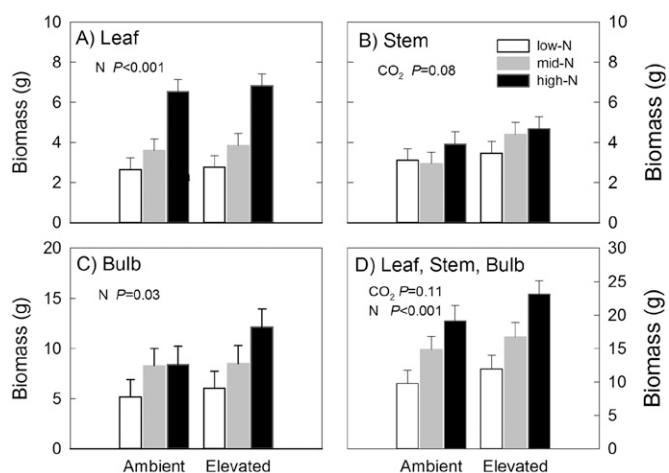 A) Leaf
N P<0.001
Biomass (g)
10
8
6
4
2
0
B) Stem
CO₂ P=0.08
low-N
mid-N
high-N
10
8
6
4
2
0
Biomass (g)
C) Bulb
N P=0.03
Biomass (g)
20
15
10
5
0
Ambient Elevated
D) Leaf, Stem, Bulb
CO₂ P=0.11
N P<0.001
30
25
20
15
10
5
0
Biomass (g)
Ambient Elevated